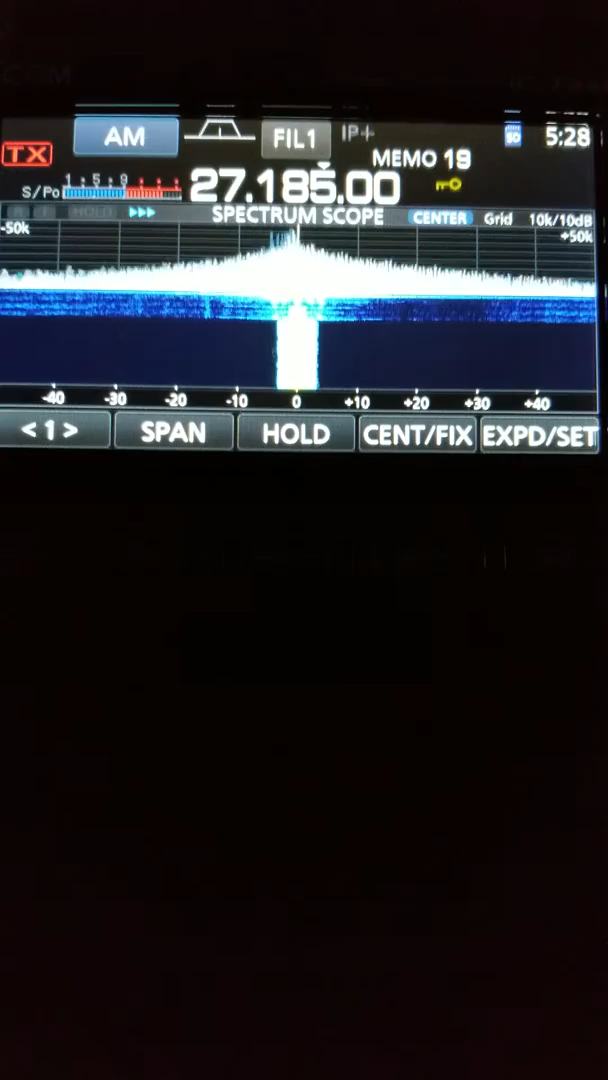 AM FIL1 IP+ 5:28
TX MEMO 19
S/Po 1 5 9 27.185.00
HOLD SPECTRUM SCOPE CENTER Grid 10k/10dB
-50k +50k
-40 -30 -20 -10 0 +10 +20 +30 +40
<1> SPAN HOLD CENT/FIX EXPD/SET